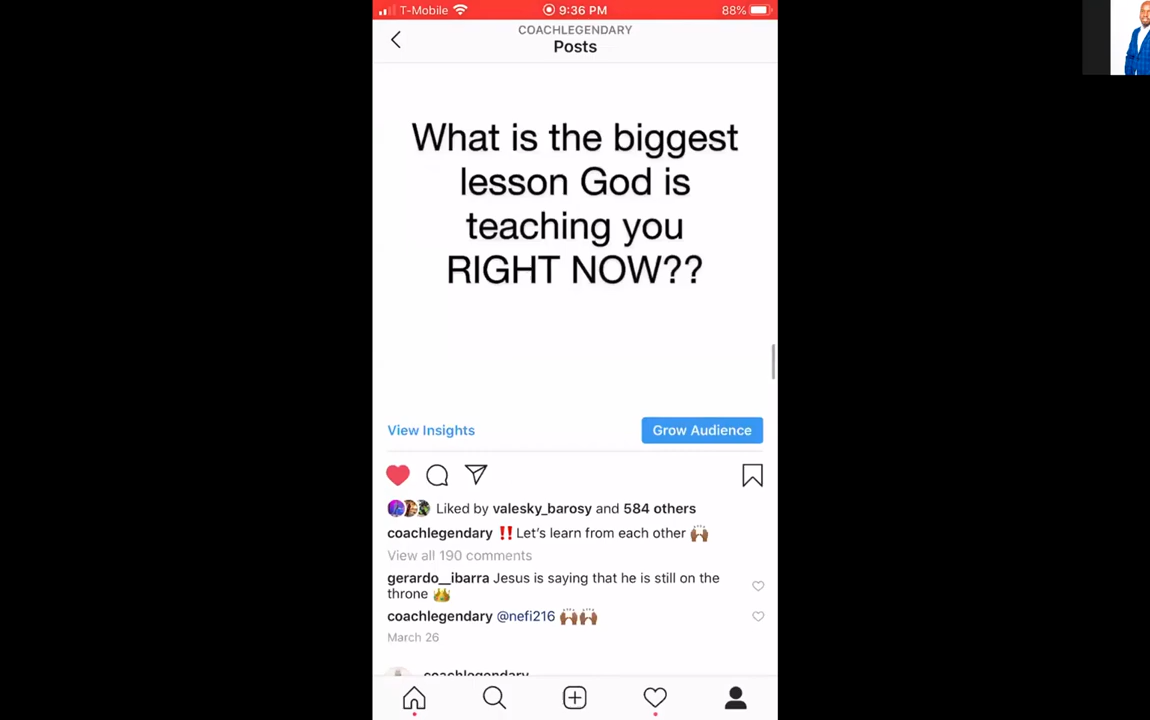 T-Mobile 9:36 PM 88%
COACHLEGENDARY
Posts
What is the biggest
lesson God is
teaching you
RIGHT NOW??
View Insights Grow Audience
Liked by valesky_barosy and 584 others
coachlegendary ‼️Let's learn from each other 🙌🏾
View all 190 comments
gerardo__ibarra Jesus is saying that he is still on the
throne 👑
coachlegendary @nefi216 🙌🏾🙌🏾
March 26
coachlegendary